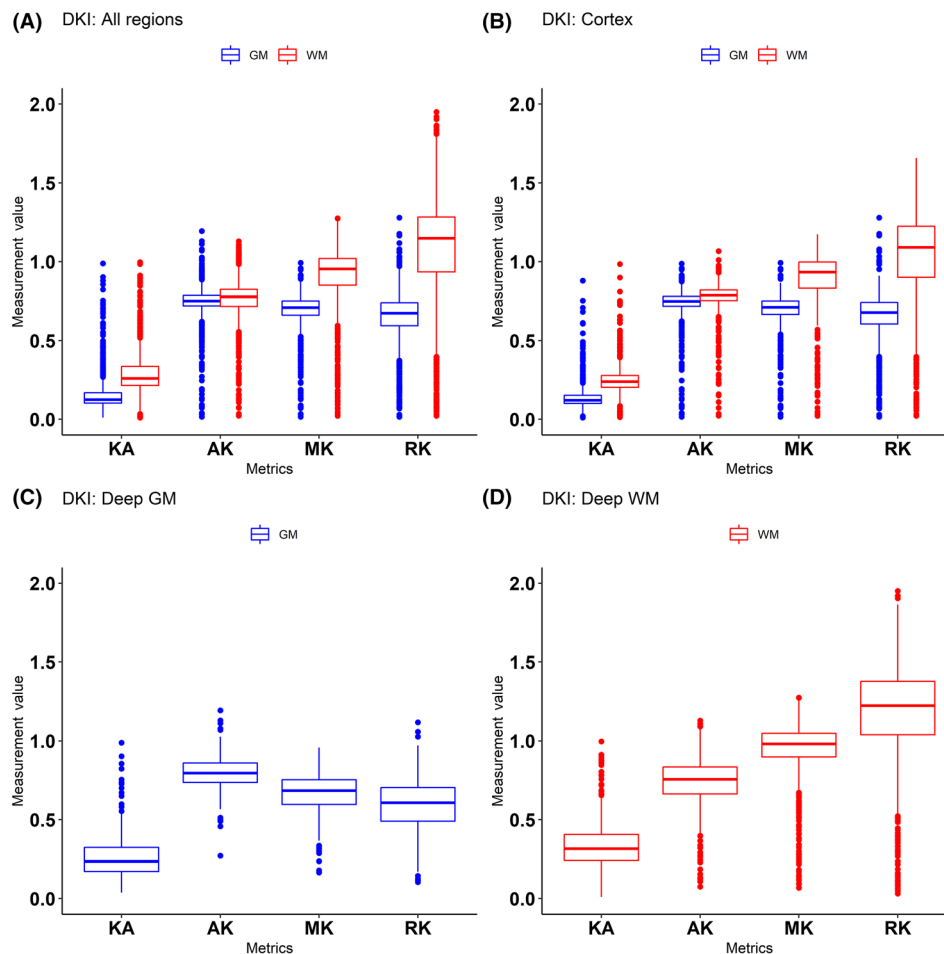 (A) DKI: All regions
GM WM
Measurement value
2.0
1.5
1.0
0.5
0.0
KA AK MK RK
Metrics
(B) DKI: Cortex
GM WM
Measurement value
2.0
1.5
1.0
0.5
0.0
KA AK MK RK
Metrics
(C) DKI: Deep GM
GM
Measurement value
2.0
1.5
1.0
0.5
0.0
KA AK MK RK
Metrics
(D) DKI: Deep WM
WM
Measurement value
2.0
1.5
1.0
0.5
0.0
KA AK MK RK
Metrics